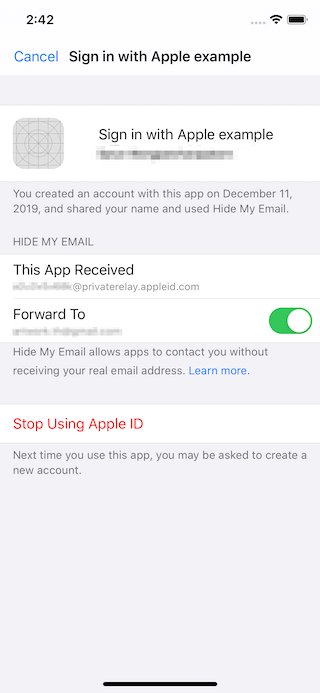 2:42
Cancel Sign in with Apple example
Sign in with Apple example
You created an account with this app on December 11,
2019, and shared your name and used Hide My Email.
HIDE MY EMAIL
This App Received
@privaterelay.appleid.com
Forward To
Hide My Email allows apps to contact you without
receiving your real email address. Learn more.
Stop Using Apple ID
Next time you use this app, you may be asked to create a
new account.